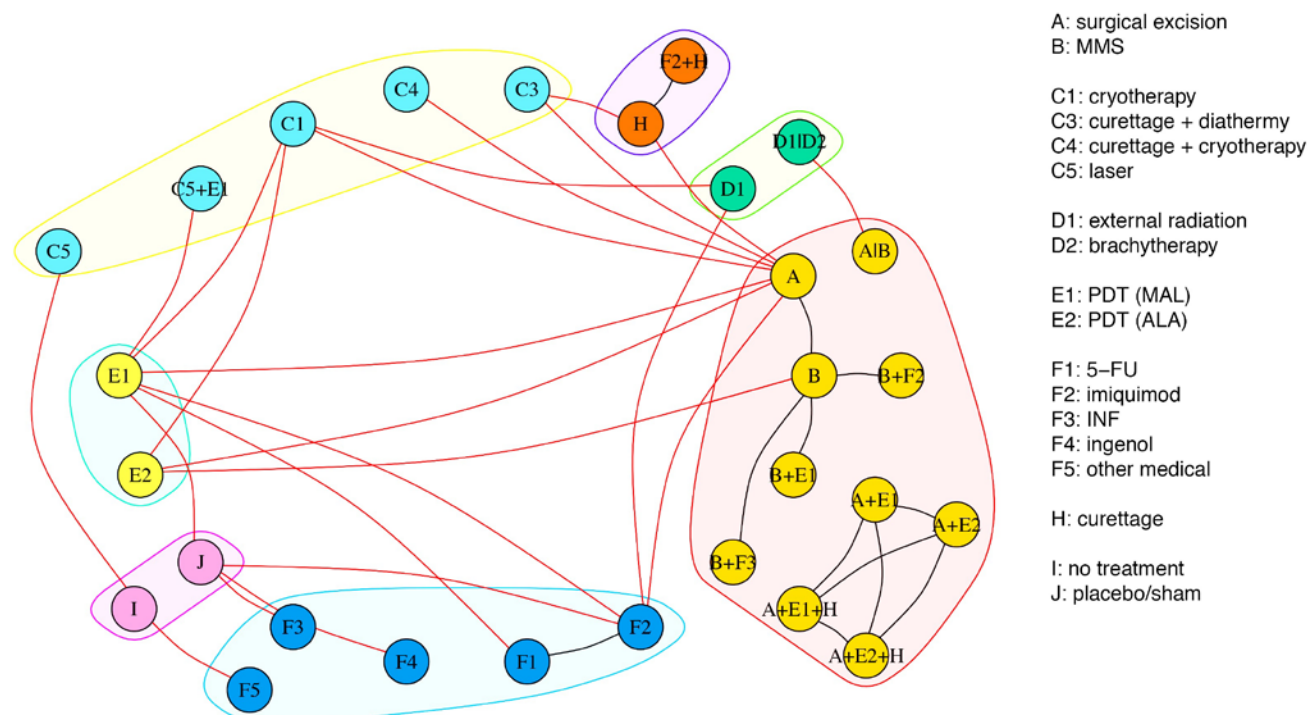 F2+H
C4
C3
C1
H
D1|D2
C5+E1
D1
C5
A|B
A
E1
B
B+F2
E2
B+E1
A+E1
A+E2
J
B+F3
I
A+E1+H
F3
F2
F4
F1
A+E2+H
F5
A: surgical excision
B: MMS
C1: cryotherapy
C3: curettage + diathermy
C4: curettage + cryotherapy
C5: laser
D1: external radiation
D2: brachytherapy
E1: PDT (MAL)
E2: PDT (ALA)
F1: 5−FU
F2: imiquimod
F3: INF
F4: ingenol
F5: other medical
H: curettage
I: no treatment
J: placebo/sham